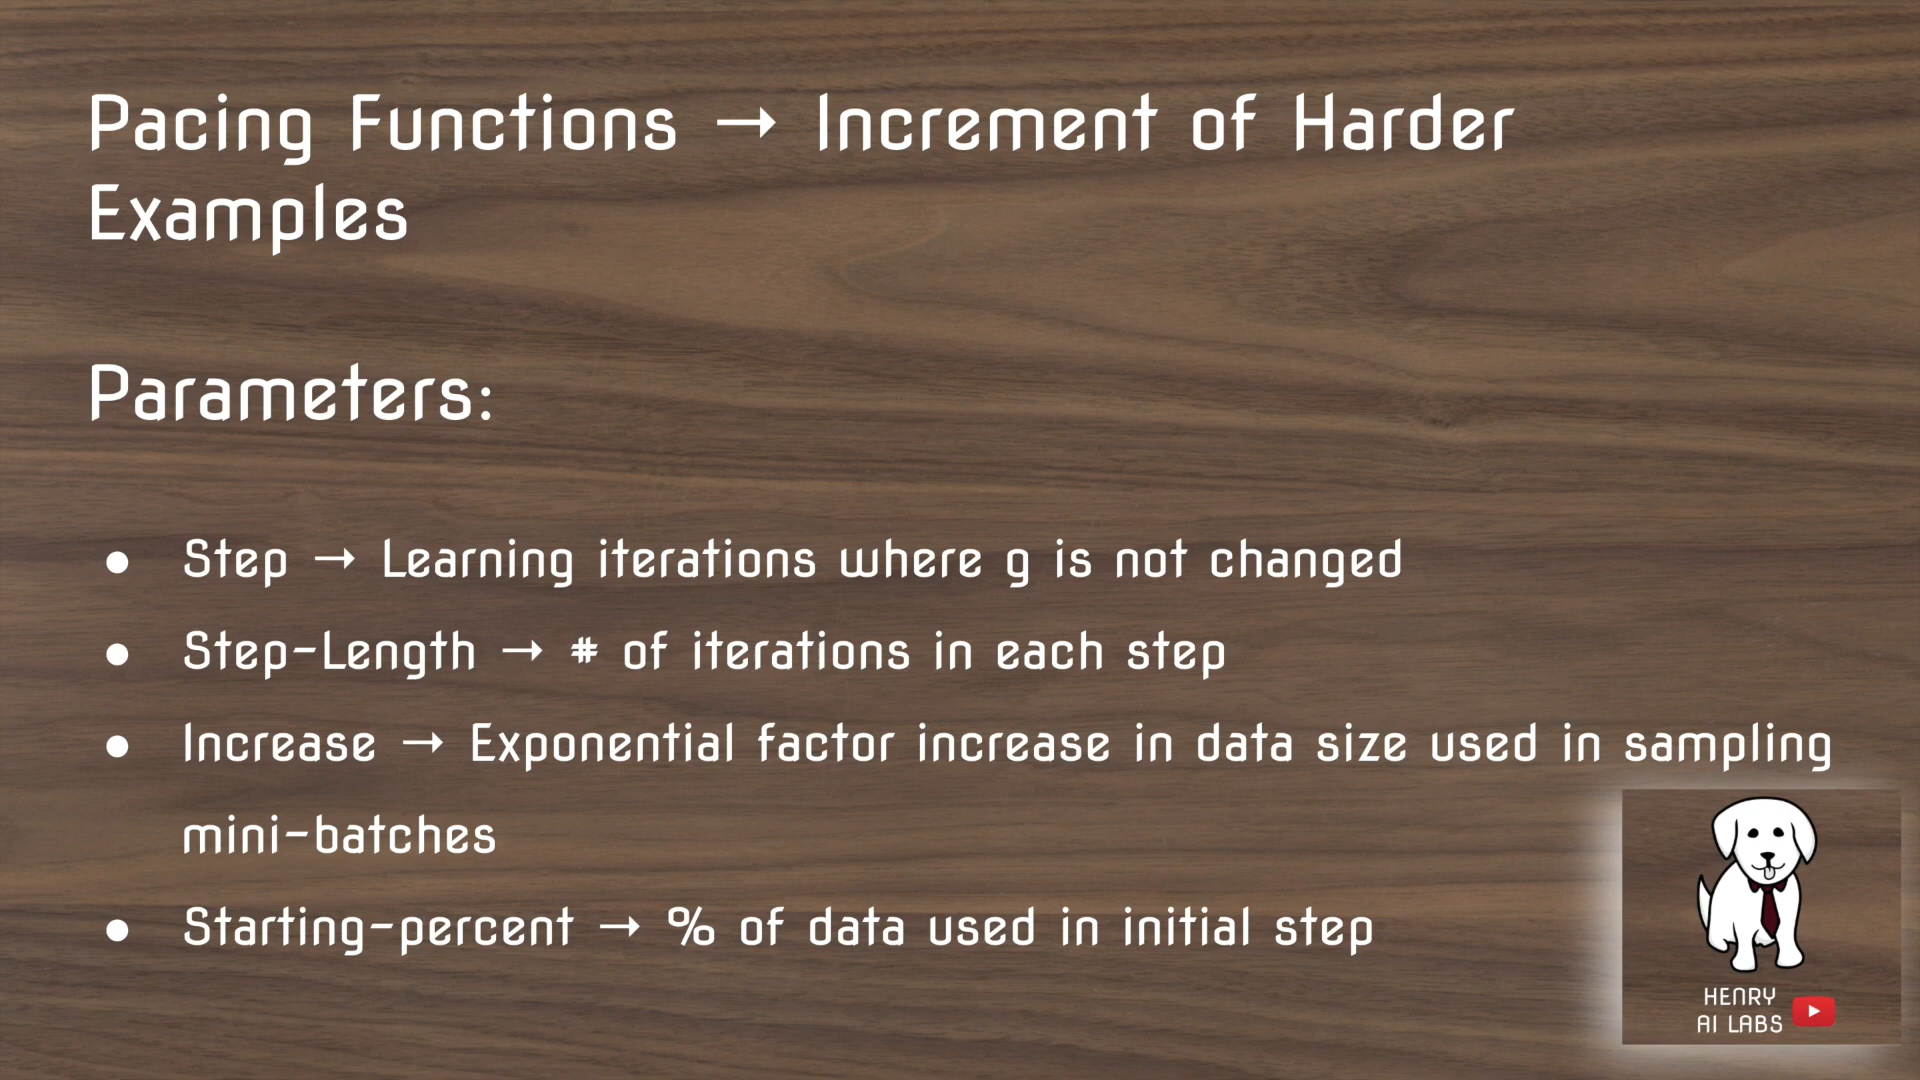 Pacing Functions → Increment of Harder
Examples
Parameters:
● Step → Learning iterations where g is not changed
● Step-Length → # of iterations in each step
● Increase → Exponential factor increase in data size used in sampling
mini-batches
● Starting-percent → % of data used in initial step
HENRY
AI LABS